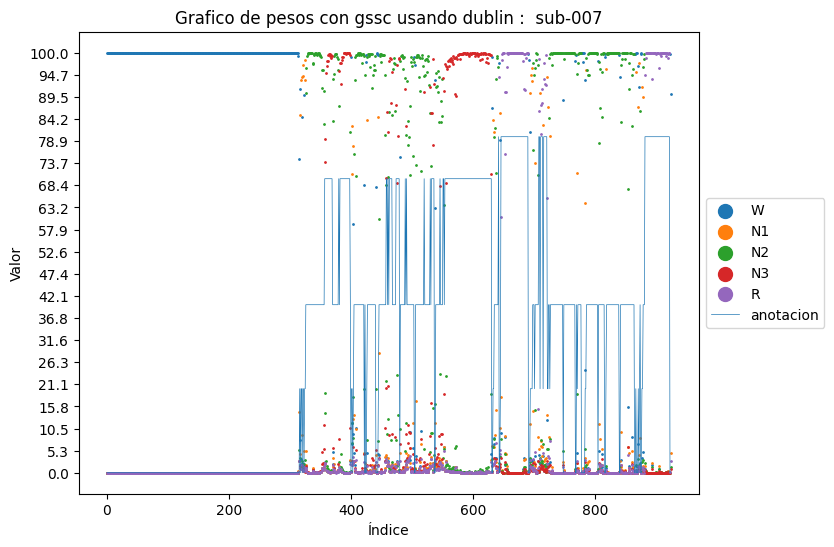 Grafico de pesos con gssc usando dublin :  sub-007
Valor
100.0
94.7
89.5
84.2
78.9
73.7
68.4
63.2
57.9
52.6
47.4
42.1
36.8
31.6
26.3
21.1
15.8
10.5
5.3
0.0
0
200
400
600
800
Índice
W
N1
N2
N3
R
anotacion